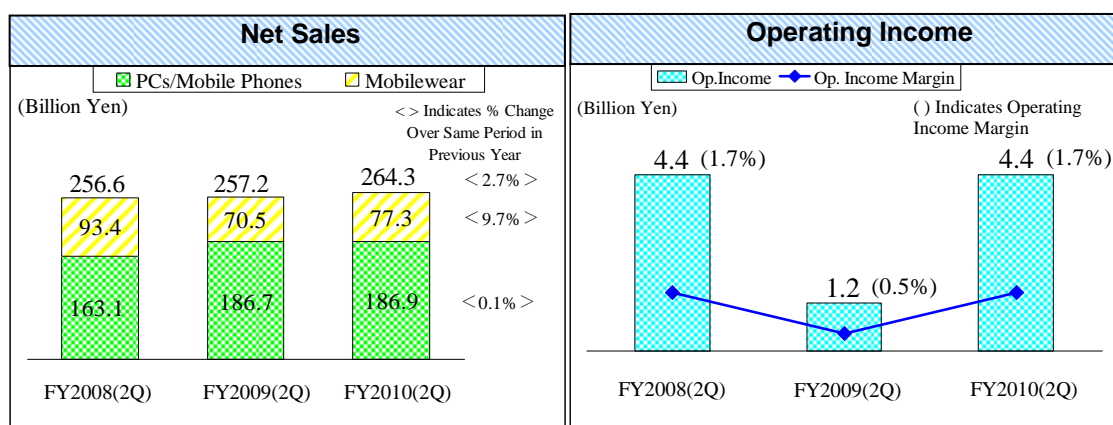 Net Sales
PCs/Mobile Phones
Mobilewear
(Billion Yen)
< > Indicates % Change
Over Same Period in
Previous Year
256.6
257.2
264.3
<2.7%>
93.4
70.5
77.3
<9.7%>
163.1
186.7
186.9
<0.1%>
FY2008(2Q)
FY2009(2Q)
FY2010(2Q)
Operating Income
Op.Income
Op. Income Margin
(Billion Yen)
( ) Indicates Operating
Income Margin
4.4 (1.7%)
1.2 (0.5%)
4.4 (1.7%)
FY2008(2Q)
FY2009(2Q)
FY2010(2Q)